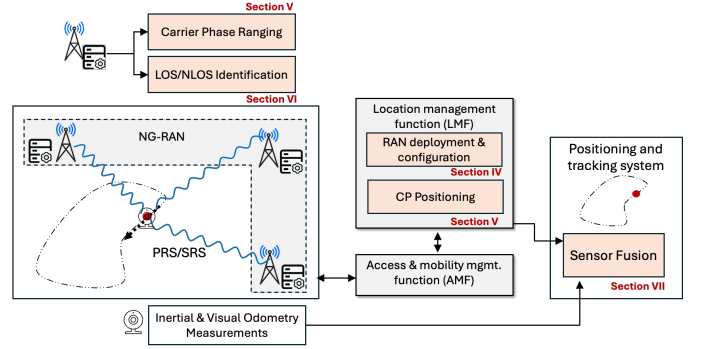 Section V
Carrier Phase Ranging
LOS/NLOS Identification
Section VI
NG-RAN
PRS/SRS
Location management
function (LMF)
RAN deployment &
configuration
Section IV
CP Positioning
Section V
Access & mobility mgmt.
function (AMF)
Positioning and
tracking system
Sensor Fusion
Section VII
Inertial & Visual Odometry
Measurements